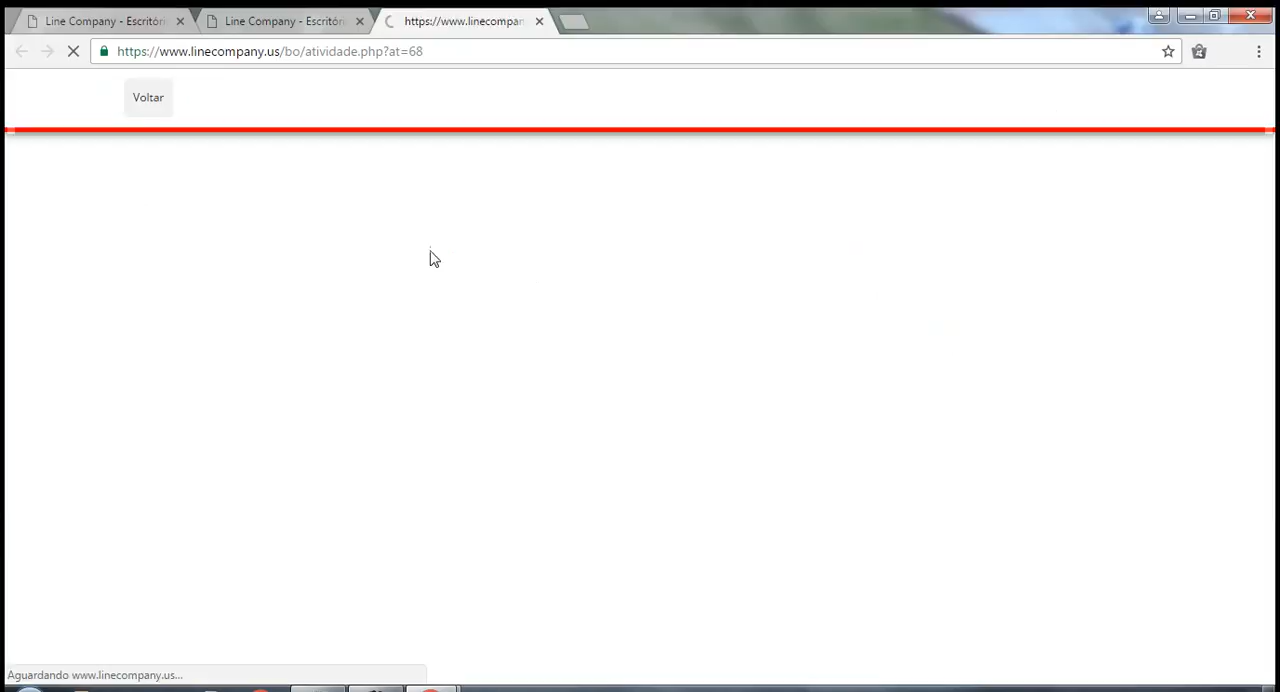 Line Company - Escritóri
Line Company - Escritóri
https://www.linecompan
https://www.linecompany.us/bo/atividade.php?at=68
Voltar
Aguardando www.linecompany.us...